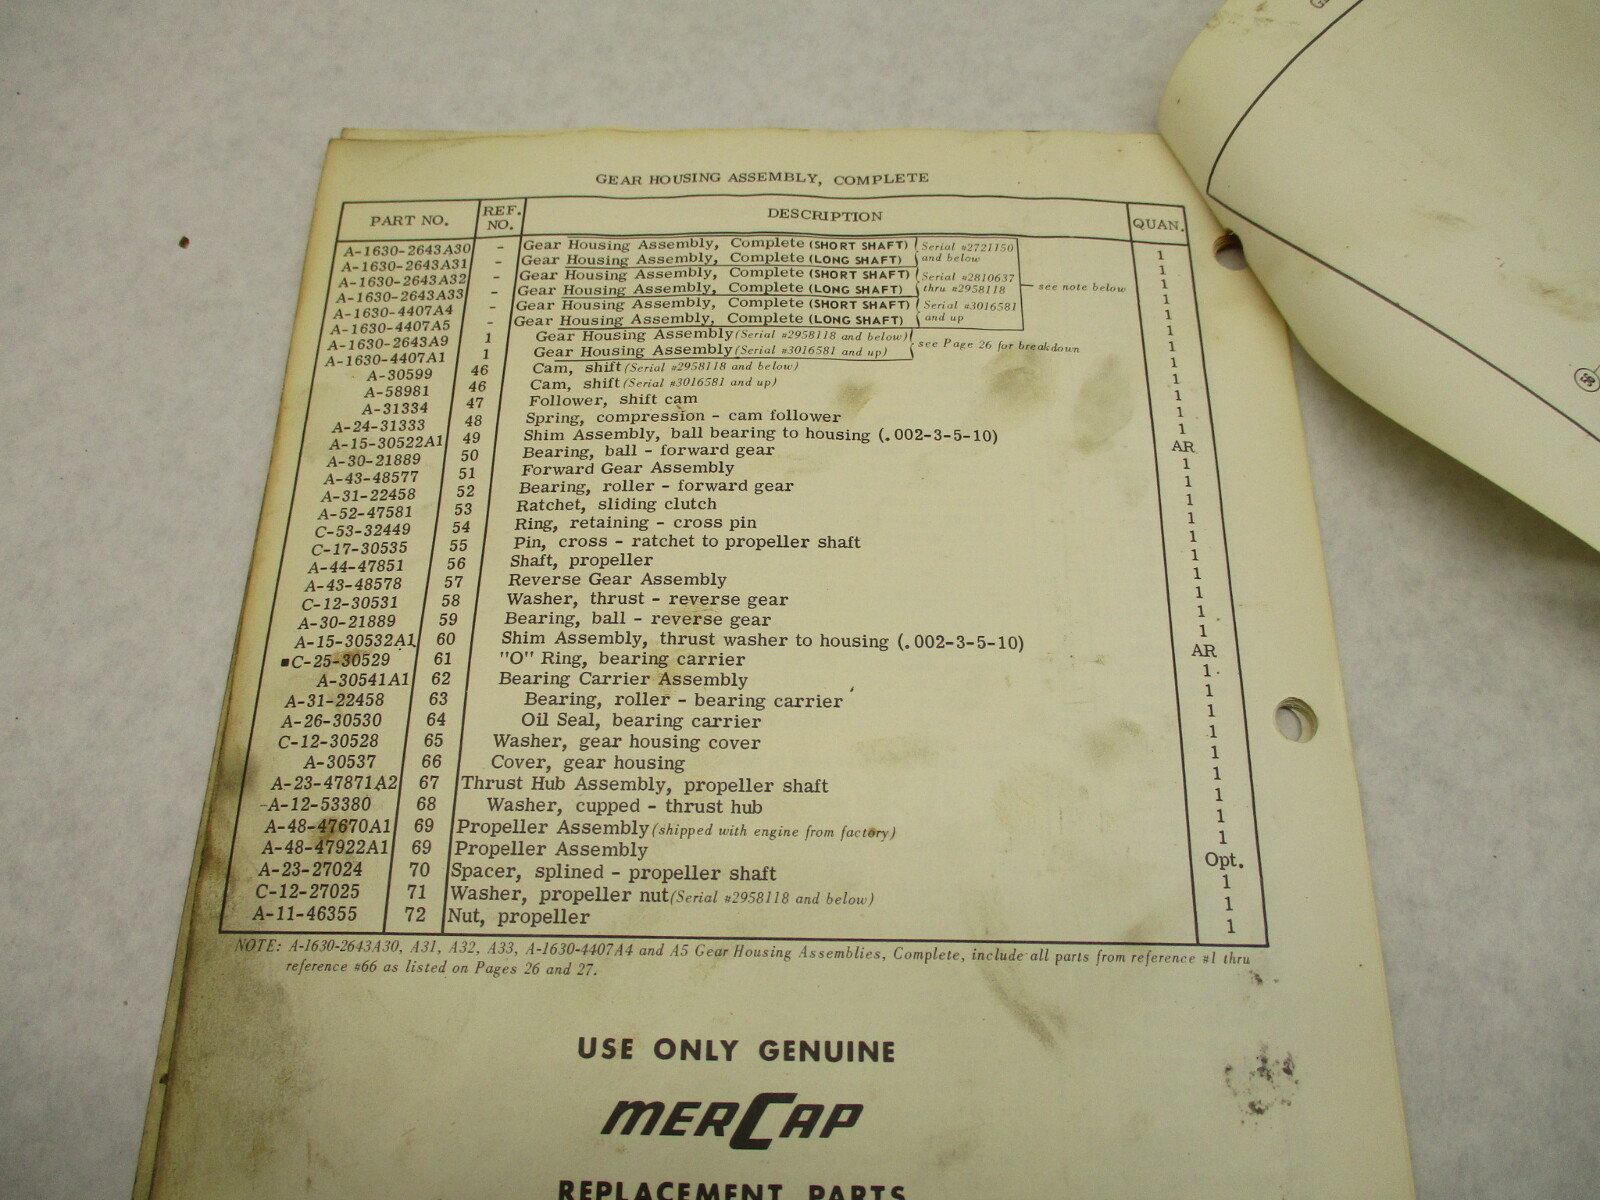 GEAR HOUSING ASSEMBLY, COMPLETE
PART NO. REF. NO. DESCRIPTION QUAN.
A-1630-2643A30 - Gear Housing Assembly, Complete (SHORT SHAFT) Serial #2721150 1
A-1630-2643A31 - Gear Housing Assembly, Complete (LONG SHAFT) and below 1
A-1630-2643A32 - Gear Housing Assembly, Complete (SHORT SHAFT) Serial #2810637 1
A-1630-2643A33 - Gear Housing Assembly, Complete (LONG SHAFT) thru #2958118 see note below 1
A-1630-4407A4 - Gear Housing Assembly, Complete (SHORT SHAFT) Serial #3016581 1
A-1630-4407A5 - Gear Housing Assembly, Complete (LONG SHAFT) and up 1
A-1630-2643A9 1 Gear Housing Assembly (Serial #2958118 and below) see Page 26 for breakdown 1
A-1630-4407A1 1 Gear Housing Assembly (Serial #3016581 and up) 1
A-30599 46 Cam, shift (Serial #2958118 and below) 1
A-58981 46 Cam, shift (Serial #3016581 and up) 1
A-31334 47 Follower, shift cam 1
A-24-31333 48 Spring, compression - cam follower 1
A-15-30522A1 49 Shim Assembly, ball bearing to housing (.002-3-5-10) AR
A-30-21889 50 Bearing, ball - forward gear 1
A-43-48577 51 Forward Gear Assembly 1
A-31-22458 52 Bearing, roller - forward gear 1
A-52-47581 53 Ratchet, sliding clutch 1
C-53-32449 54 Ring, retaining - cross pin 1
C-17-30535 55 Pin, cross - ratchet to propeller shaft 1
A-44-47851 56 Shaft, propeller 1
A-43-48578 57 Reverse Gear Assembly 1
C-12-30531 58 Washer, thrust - reverse gear 1
A-30-21889 59 Bearing, ball - reverse gear 1
A-15-30532A1 60 Shim Assembly, thrust washer to housing (.002-3-5-10) AR
■C-25-30529 61 "O" Ring, bearing carrier 1
A-30541A1 62 Bearing Carrier Assembly 1
A-31-22458 63 Bearing, roller - bearing carrier 1
A-26-30530 64 Oil Seal, bearing carrier 1
C-12-30528 65 Washer, gear housing cover 1
A-30537 66 Cover, gear housing 1
A-23-47871A2 67 Thrust Hub Assembly, propeller shaft 1
A-12-53380 68 Washer, cupped - thrust hub 1
A-48-47670A1 69 Propeller Assembly (shipped with engine from factory) 1
A-48-47922A1 69 Propeller Assembly Opt.
A-23-27024 70 Spacer, splined - propeller shaft 1
C-12-27025 71 Washer, propeller nut (Serial #2958118 and below) 1
A-11-46355 72 Nut, propeller 1
NOTE: A-1630-2643A30, A31, A32, A33, A-1630-4407A4 and A5 Gear Housing Assemblies, Complete, include all parts from reference #1 thru
reference #66 as listed on Pages 26 and 27.
USE ONLY GENUINE
MERCAP
REPLACEMENT PARTS